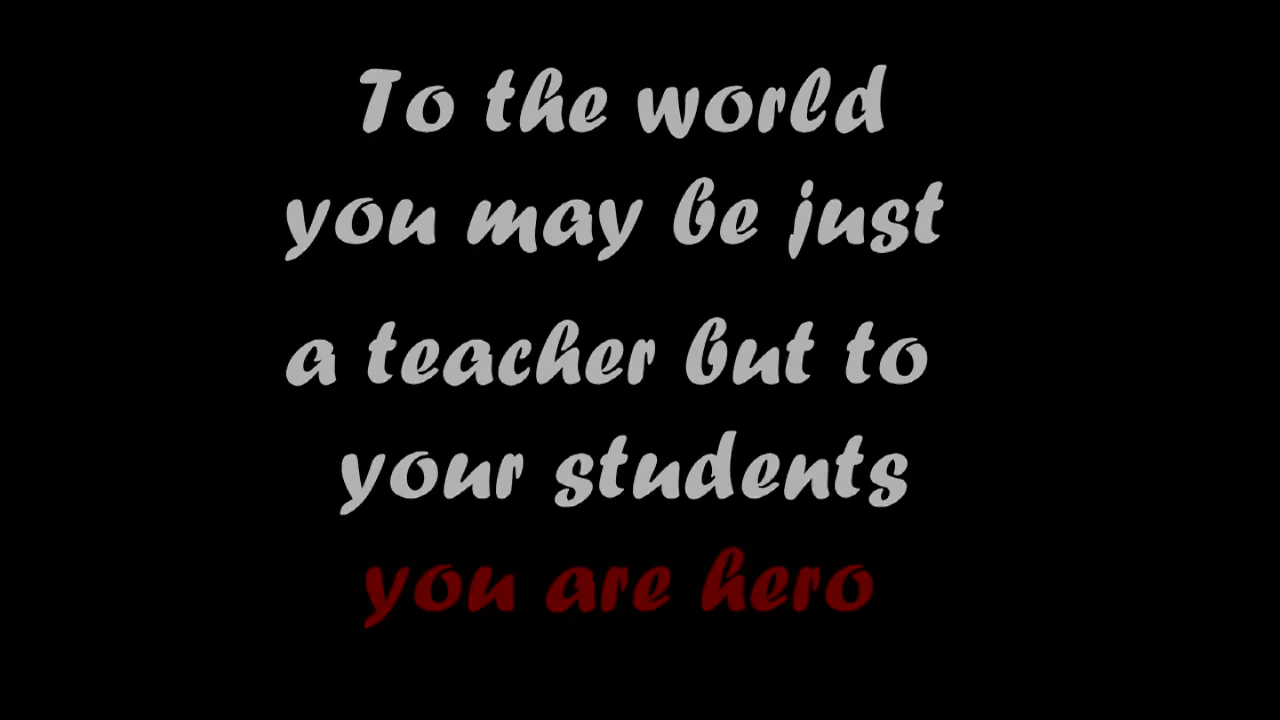 To the world
you may be just
a teacher but to
your students
you are hero